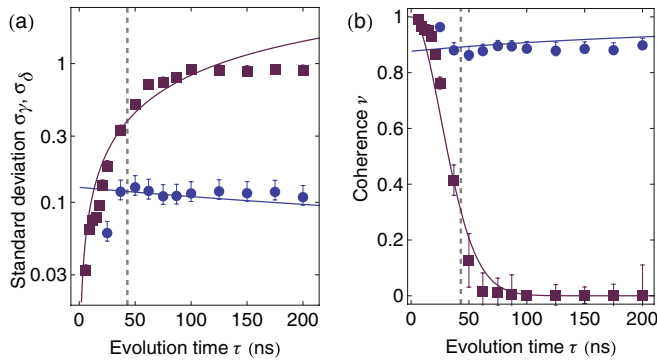 (a)
Standard deviation σγ, σδ
1
0.3
0.1
0.03
0 50 100 150 200
Evolution time τ (ns)
(b)
Coherence ν
1
0.8
0.6
0.4
0.2
0
0 50 100 150 200
Evolution time τ (ns)